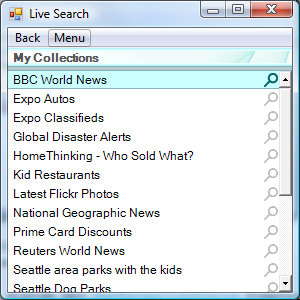 Live Search
Back Menu
My Collections
BBC World News
Expo Autos
Expo Classifieds
Global Disaster Alerts
HomeThinking - Who Sold What?
Kid Restaurants
Latest Flickr Photos
National Geographic News
Prime Card Discounts
Reuters World News
Seattle area parks with the kids
Seattle Dog Parks